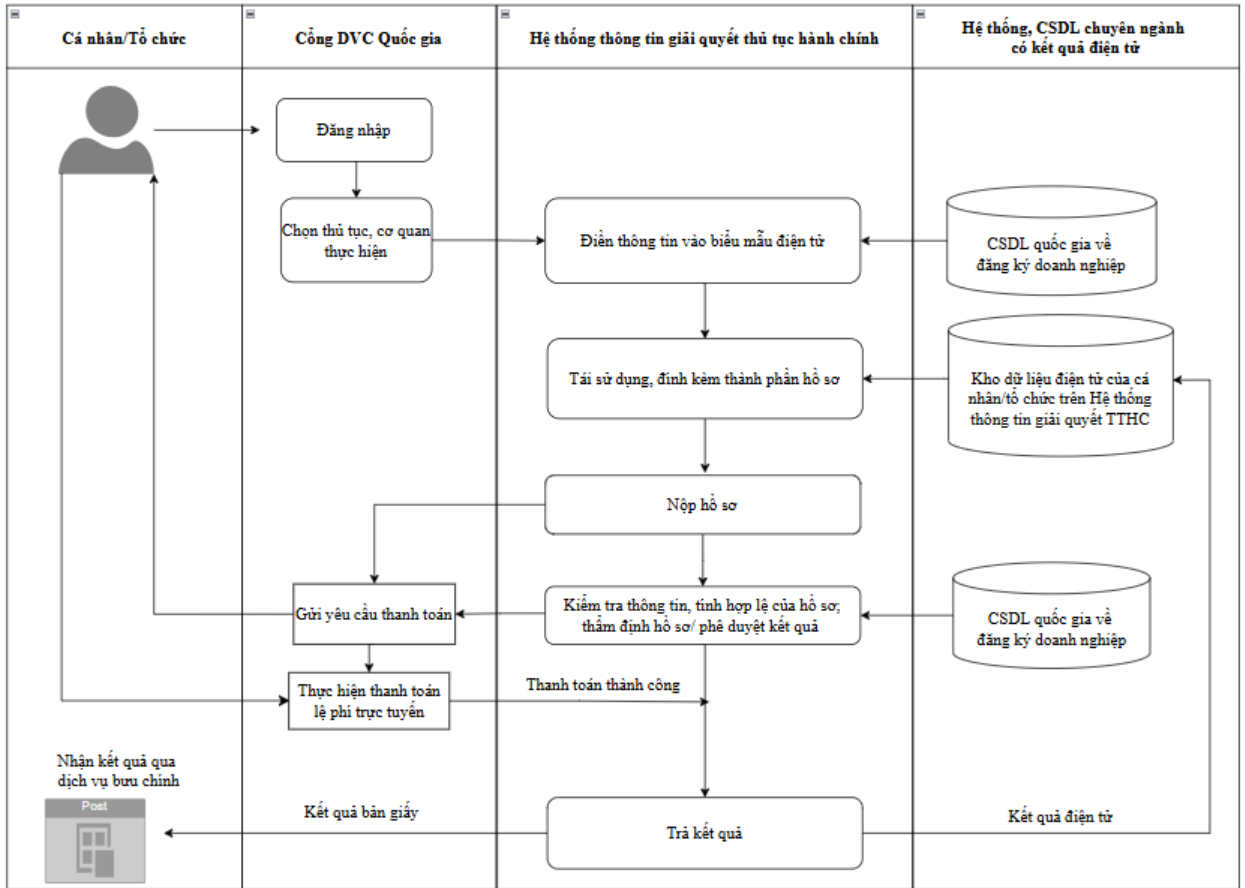 Cá nhân/Tổ chức
Cổng DVC Quốc gia
Hệ thống thông tin giải quyết thủ tục hành chính
Hệ thống, CSDL chuyên ngành
có kết quả điện tử
Đăng nhập
Chọn thủ tục, cơ quan
thực hiện
Điền thông tin vào biểu mẫu điện tử
CSDL quốc gia về
đăng ký doanh nghiệp
Tái sử dụng, đính kèm thành phần hồ sơ
Kho dữ liệu điện tử của cá
nhân/tổ chức trên Hệ thống
thông tin giải quyết TTHC
Nộp hồ sơ
Gửi yêu cầu thanh toán
Kiểm tra thông tin, tính hợp lệ của hồ sơ;
thẩm định hồ sơ/ phê duyệt kết quả
CSDL quốc gia về
đăng ký doanh nghiệp
Thực hiện thanh toán
lệ phí trực tuyến
Thanh toán thành công
Nhận kết quả qua
dịch vụ bưu chính
Post
Kết quả bản giấy
Trả kết quả
Kết quả điện tử